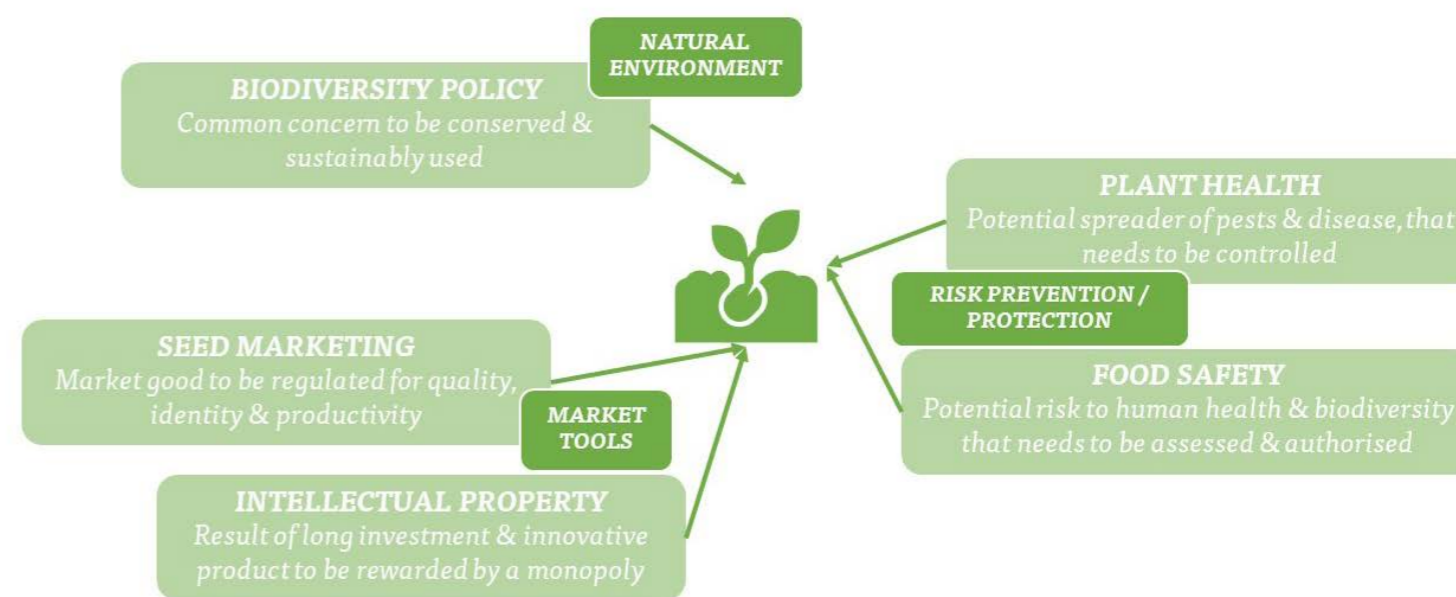 NATURAL
ENVIRONMENT
BIODIVERSITY POLICY
Common concern to be conserved &
sustainably used
PLANT HEALTH
Potential spreader of pests & disease, that
needs to be controlled
RISK PREVENTION /
PROTECTION
FOOD SAFETY
Potential risk to human health & biodiversity
that needs to be assessed & authorised
SEED MARKETING
Market good to be regulated for quality,
identity & productivity
MARKET
TOOLS
INTELLECTUAL PROPERTY
Result of long investment & innovative
product to be rewarded by a monopoly